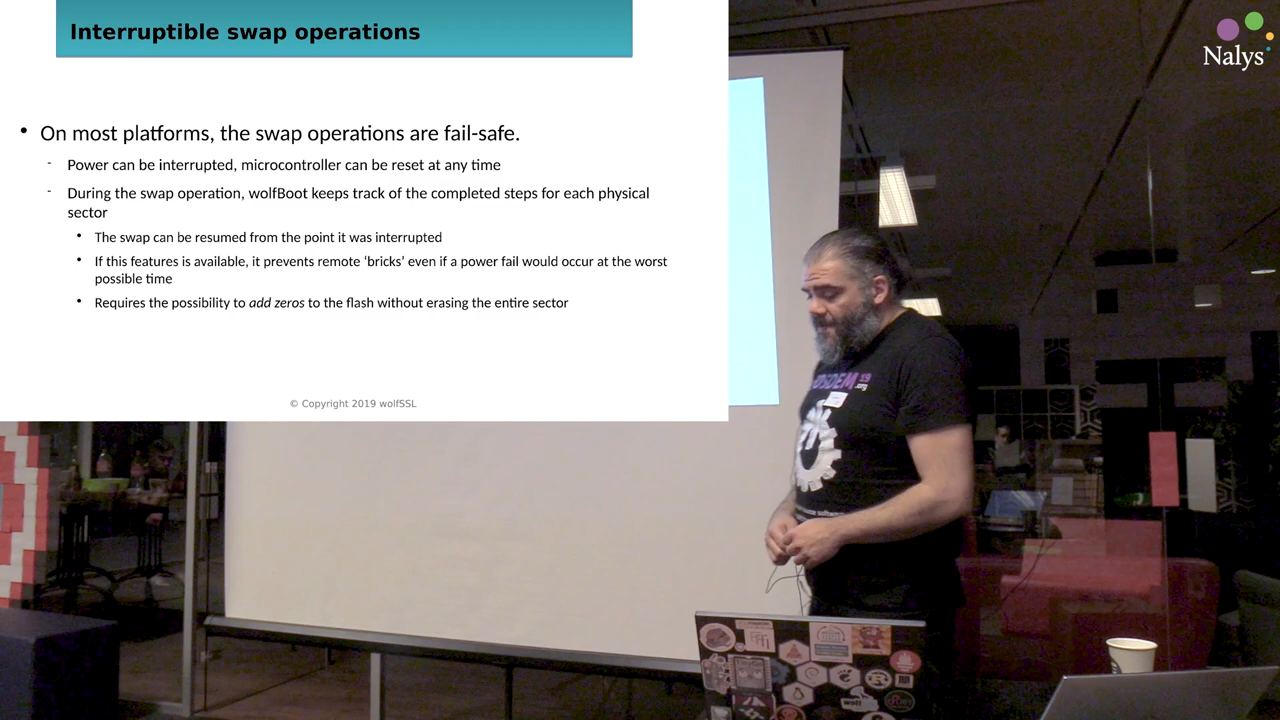 Interruptible swap operations
Nalys
• On most platforms, the swap operations are fail-safe.
- Power can be interrupted, microcontroller can be reset at any time
- During the swap operation, wolfBoot keeps track of the completed steps for each physical
sector
• The swap can be resumed from the point it was interrupted
• If this features is available, it prevents remote ‘bricks’ even if a power fail would occur at the worst
possible time
• Requires the possibility to add zeros to the flash without erasing the entire sector
© Copyright 2019 wolfSSL
OSDEM 19
.org
wolf